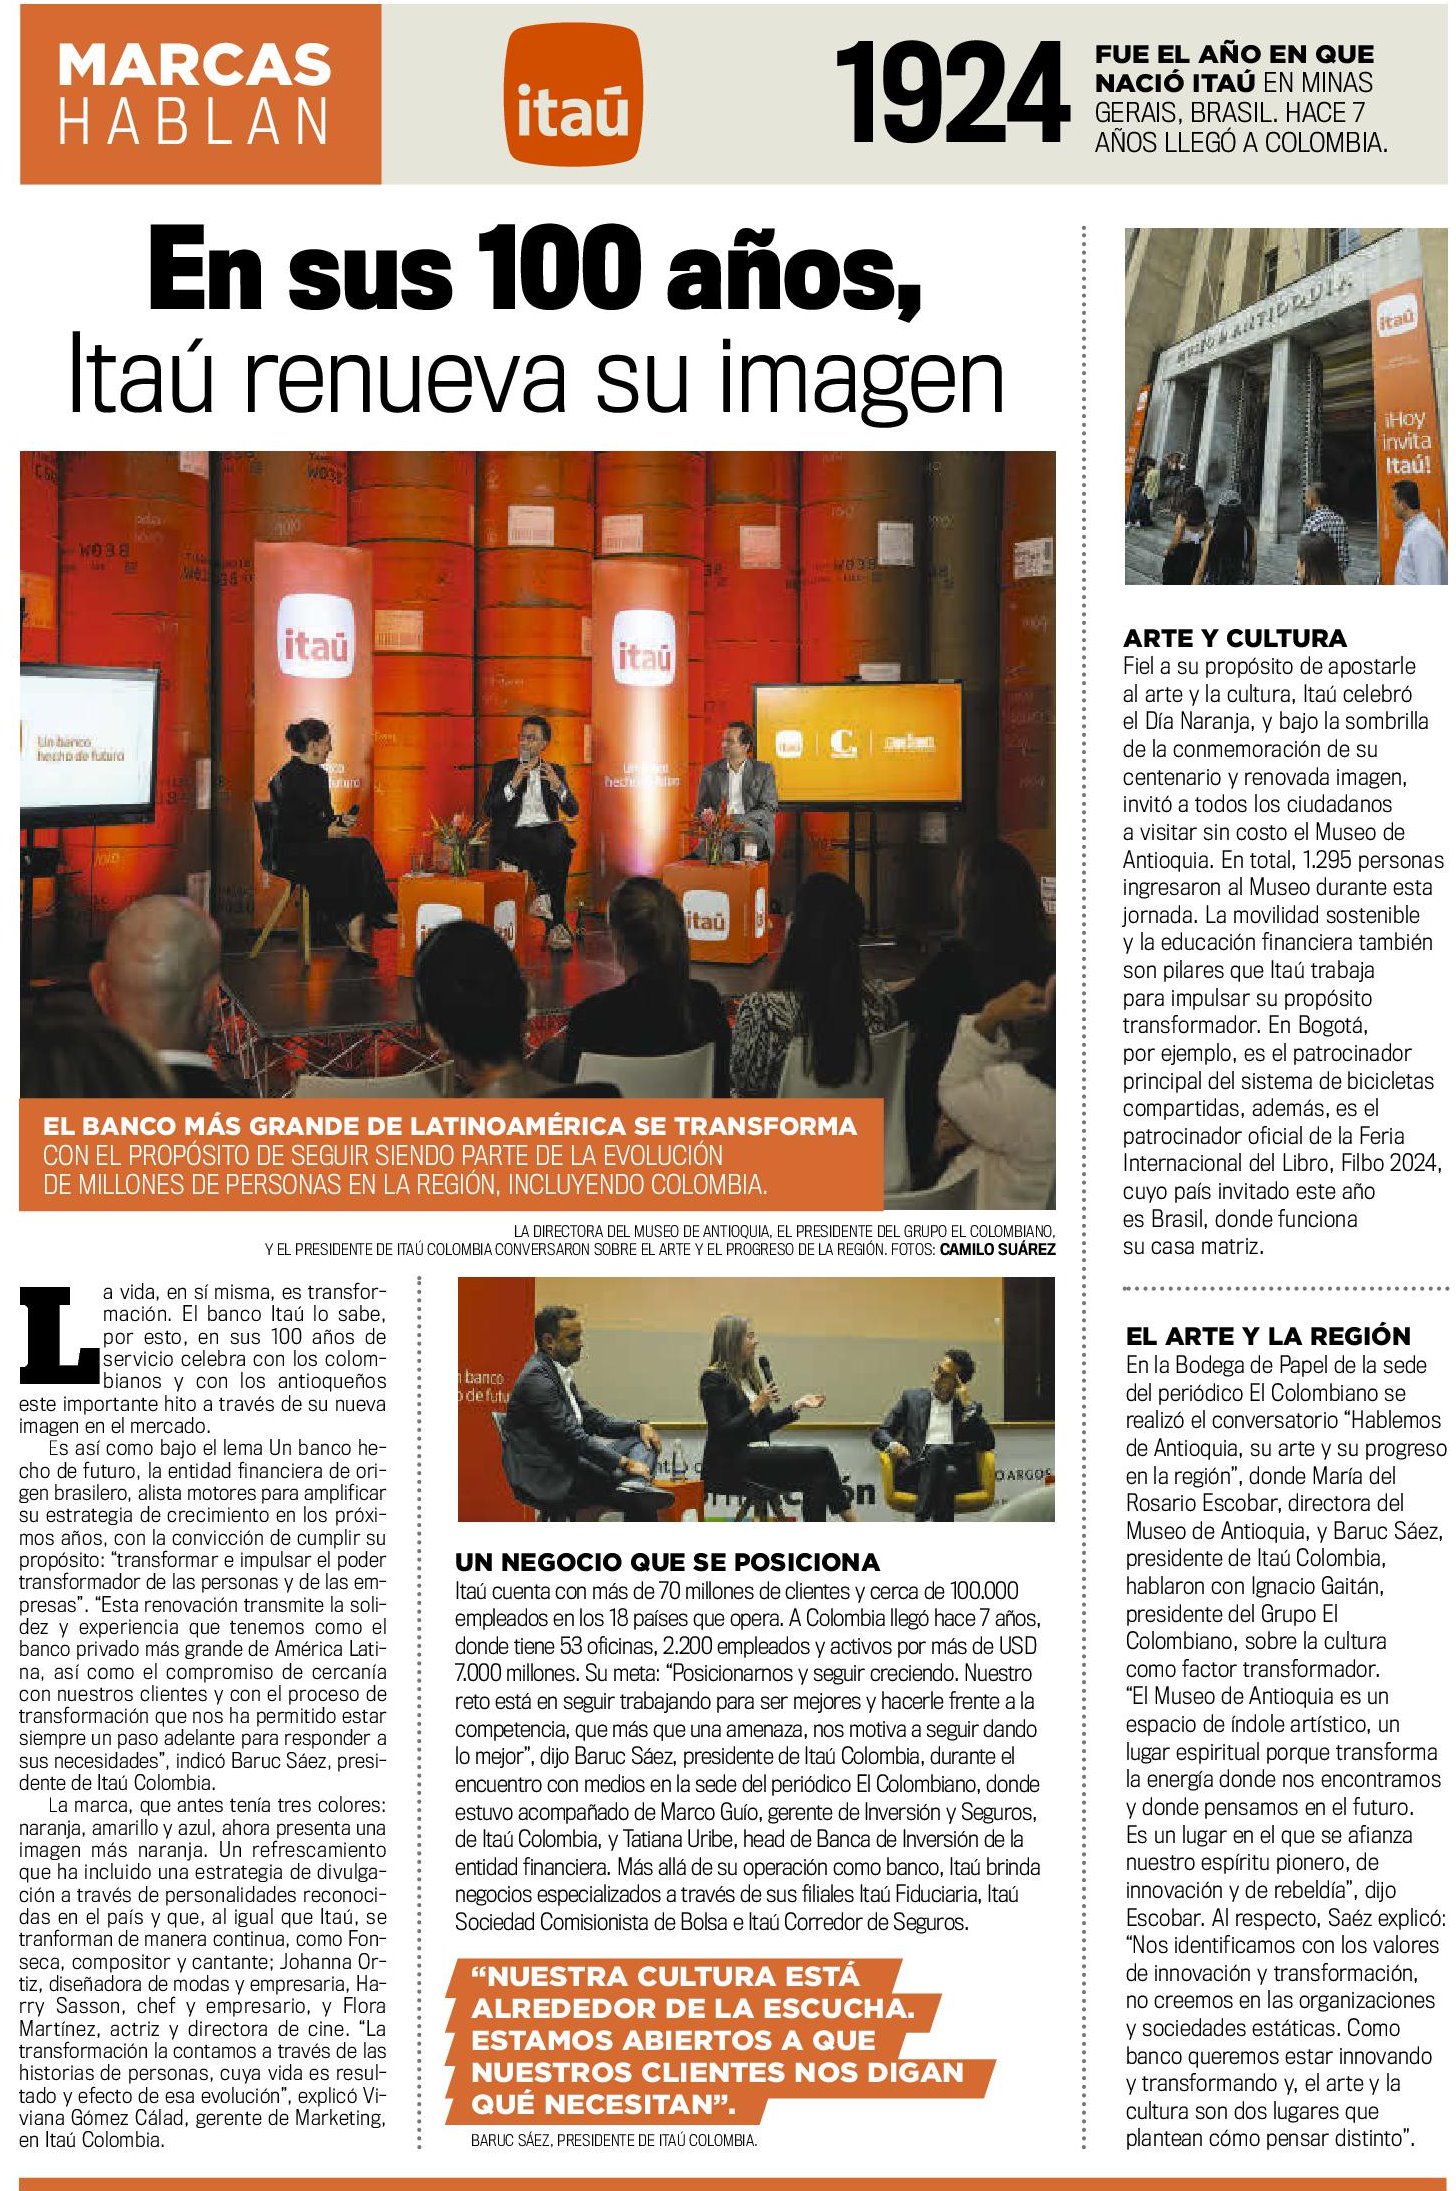 MARCAS
HABLAN
itaú
1924
FUE EL AÑO EN QUE
NACIÓ ITAÚ EN MINAS
GERAIS, BRASIL. HACE 7
AÑOS LLEGÓ A COLOMBIA.
En sus 100 años,
Itaú renueva su imagen
itaú
itaú
Un banco
hecho de futuro
itaú
itaú
itaú
EL BANCO MÁS GRANDE DE LATINOAMÉRICA SE TRANSFORMA
CON EL PROPÓSITO DE SEGUIR SIENDO PARTE DE LA EVOLUCIÓN
DE MILLONES DE PERSONAS EN LA REGIÓN, INCLUYENDO COLOMBIA.
LA DIRECTORA DEL MUSEO DE ANTIOQUIA, EL PRESIDENTE DEL GRUPO EL COLOMBIANO,
Y EL PRESIDENTE DE ITAÚ COLOMBIA CONVERSARON SOBRE EL ARTE Y EL PROGRESO DE LA REGIÓN. FOTOS: CAMILO SUÁREZ
La vida, en sí misma, es transfor-
mación. El banco Itaú lo sabe,
por esto, en sus 100 años de
servicio celebra con los colom-
bianos y con los antioqueños
este importante hito a través de su nueva
imagen en el mercado.
Es así como bajo el lema Un banco he-
cho de futuro, la entidad financiera de ori-
gen brasilero, alista motores para amplificar
su estrategia de crecimiento en los próxi-
mos años, con la convicción de cumplir su
propósito: “transformar e impulsar el poder
transformador de las personas y de las em-
presas”. “Esta renovación transmite la soli-
dez y experiencia que tenemos como el
banco privado más grande de América Lati-
na, así como el compromiso de cercanía
con nuestros clientes y con el proceso de
transformación que nos ha permitido estar
siempre un paso adelante para responder a
sus necesidades”, indicó Baruc Sáez, presi-
dente de Itaú Colombia.
La marca, que antes tenía tres colores:
naranja, amarillo y azul, ahora presenta una
imagen más naranja. Un refrescamiento
que ha incluido una estrategia de divulga-
ción a través de personalidades reconoci-
das en el país y que, al igual que Itaú, se
tranforman de manera continua, como Fon-
seca, compositor y cantante; Johanna Or-
tiz, diseñadora de modas y empresaria, Ha-
rry Sasson, chef y empresario, y Flora
Martínez, actriz y directora de cine. “La
transformación la contamos a través de las
historias de personas, cuya vida es resul-
tado y efecto de esa evolución”, explicó Vi-
viana Gómez Cálad, gerente de Marketing,
en Itaú Colombia.
UN NEGOCIO QUE SE POSICIONA
Itaú cuenta con más de 70 millones de clientes y cerca de 100.000
empleados en los 18 países que opera. A Colombia llegó hace 7 años,
donde tiene 53 oficinas, 2.200 empleados y activos por más de USD
7.000 millones. Su meta: “Posicionarnos y seguir creciendo. Nuestro
reto está en seguir trabajando para ser mejores y hacerle frente a la
competencia, que más que una amenaza, nos motiva a seguir dando
lo mejor”, dijo Baruc Sáez, presidente de Itaú Colombia, durante el
encuentro con medios en la sede del periódico El Colombiano, donde
estuvo acompañado de Marco Guío, gerente de Inversión y Seguros,
de Itaú Colombia, y Tatiana Uribe, head de Banca de Inversión de la
entidad financiera. Más allá de su operación como banco, Itaú brinda
negocios especializados a través de sus filiales Itaú Fiduciaria, Itaú
Sociedad Comisionista de Bolsa e Itaú Corredor de Seguros.
“NUESTRA CULTURA ESTÁ
ALREDEDOR DE LA ESCUCHA.
ESTAMOS ABIERTOS A QUE
NUESTROS CLIENTES NOS DIGAN
QUÉ NECESITAN”.
BARUC SÁEZ, PRESIDENTE DE ITAÚ COLOMBIA.
MUSEO DE ANTIOQUIA
itaú
¡Hoy
invita
Itaú!
ARTE Y CULTURA
Fiel a su propósito de apostarle
al arte y la cultura, Itaú celebró
el Día Naranja, y bajo la sombrilla
de la conmemoración de su
centenario y renovada imagen,
invitó a todos los ciudadanos
a visitar sin costo el Museo de
Antioquia. En total, 1.295 personas
ingresaron al Museo durante esta
jornada. La movilidad sostenible
y la educación financiera también
son pilares que Itaú trabaja
para impulsar su propósito
transformador. En Bogotá,
por ejemplo, es el patrocinador
principal del sistema de bicicletas
compartidas, además, es el
patrocinador oficial de la Feria
Internacional del Libro, Filbo 2024,
cuyo país invitado este año
es Brasil, donde funciona
su casa matriz.
EL ARTE Y LA REGIÓN
En la Bodega de Papel de la sede
del periódico El Colombiano se
realizó el conversatorio “Hablemos
de Antioquia, su arte y su progreso
en la región”, donde María del
Rosario Escobar, directora del
Museo de Antioquia, y Baruc Sáez,
presidente de Itaú Colombia,
hablaron con Ignacio Gaitán,
presidente del Grupo El
Colombiano, sobre la cultura
como factor transformador.
“El Museo de Antioquia es un
espacio de índole artístico, un
lugar espiritual porque transforma
la energía donde nos encontramos
y donde pensamos en el futuro.
Es un lugar en el que se afianza
nuestro espíritu pionero, de
innovación y de rebeldía”, dijo
Escobar. Al respecto, Saéz explicó:
“Nos identificamos con los valores
de innovación y transformación,
no creemos en las organizaciones
y sociedades estáticas. Como
banco queremos estar innovando
y transformando y, el arte y la
cultura son dos lugares que
plantean cómo pensar distinto”.